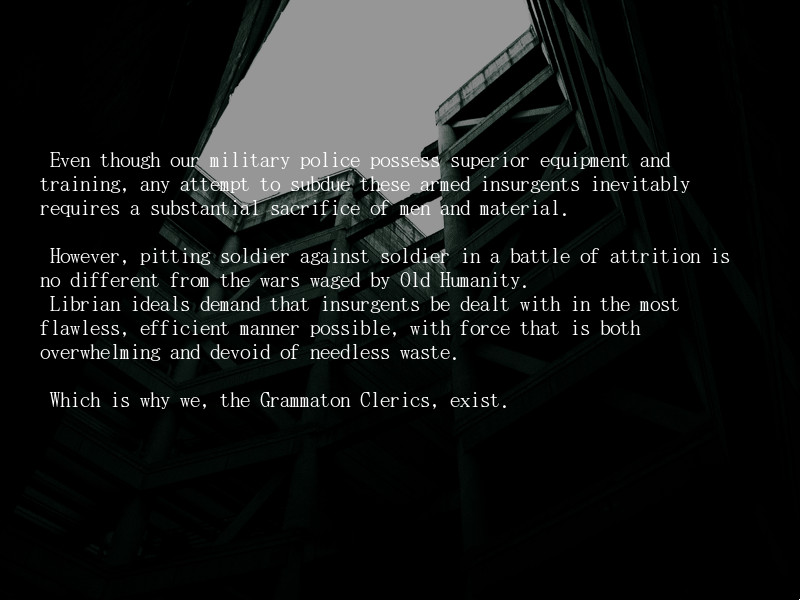 Even though our military police possess superior equipment and
training, any attempt to subdue these armed insurgents inevitably
requires a substantial sacrifice of men and material.
However, pitting soldier against soldier in a battle of attrition is
no different from the wars waged by Old Humanity.
Librian ideals demand that insurgents be dealt with in the most
flawless, efficient manner possible, with force that is both
overwhelming and devoid of needless waste.
Which is why we, the Grammaton Clerics, exist.